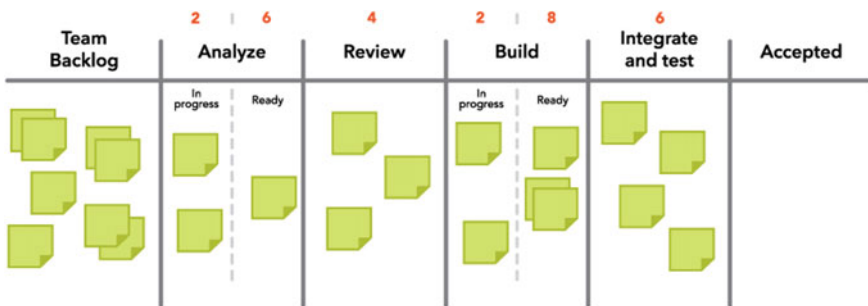 2 6 4 2 8 6
Team
Backlog
Analyze
Review
Build
Integrate
and test
Accepted
In
progress
Ready
In
progress
Ready